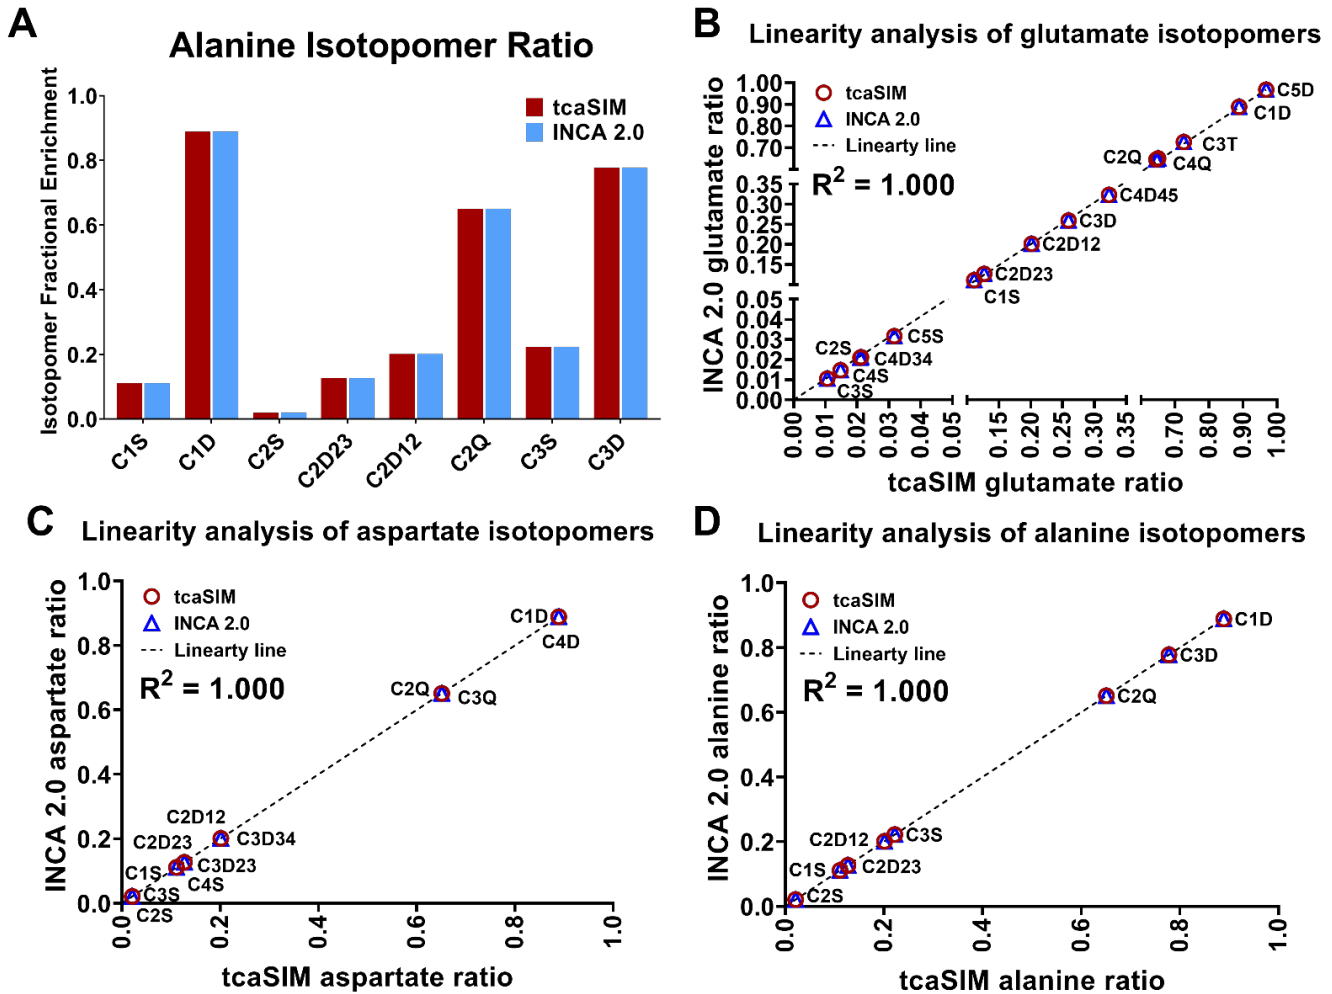 A
Alanine Isotopomer Ratio
Isotopomer Fractional Enrichment
1.0
0.8
0.6
0.4
0.2
0.0
tcaSIM
INCA 2.0
C1S
C1D
C2S
C2D23
C2D12
C2Q
C3S
C3D
B
Linearity analysis of glutamate isotopomers
INCA 2.0 glutamate ratio
1.00
0.90
0.80
0.70
0.35
0.30
0.25
0.20
0.15
0.05
0.04
0.03
0.02
0.01
0.00
tcaSIM
INCA 2.0
Linearty line
R² = 1.000
C5D
C1D
C3T
C2Q
C4Q
C4D45
C3D
C2D12
C2D23
C1S
C5S
C2S
C4D34
C4S
C3S
0.00
0.01
0.02
0.03
0.04
0.05
0.15
0.20
0.25
0.30
0.35
0.70
0.80
0.90
1.00
tcaSIM glutamate ratio
C
Linearity analysis of aspartate isotopomers
INCA 2.0 aspartate ratio
1.0
0.8
0.6
0.4
0.2
0.0
tcaSIM
INCA 2.0
Linearty line
R² = 1.000
C1D
C4D
C2Q
C3Q
C2D12
C3D34
C2D23
C3D23
C1S
C4S
C3S
C2S
0.0
0.2
0.4
0.6
0.8
1.0
tcaSIM aspartate ratio
D
Linearity analysis of alanine isotopomers
INCA 2.0 alanine ratio
1.0
0.8
0.6
0.4
0.2
0.0
tcaSIM
INCA 2.0
Linearty line
R² = 1.000
C1D
C3D
C2Q
C2D12
C3S
C1S
C2D23
C2S
0.0
0.2
0.4
0.6
0.8
1.0
tcaSIM alanine ratio